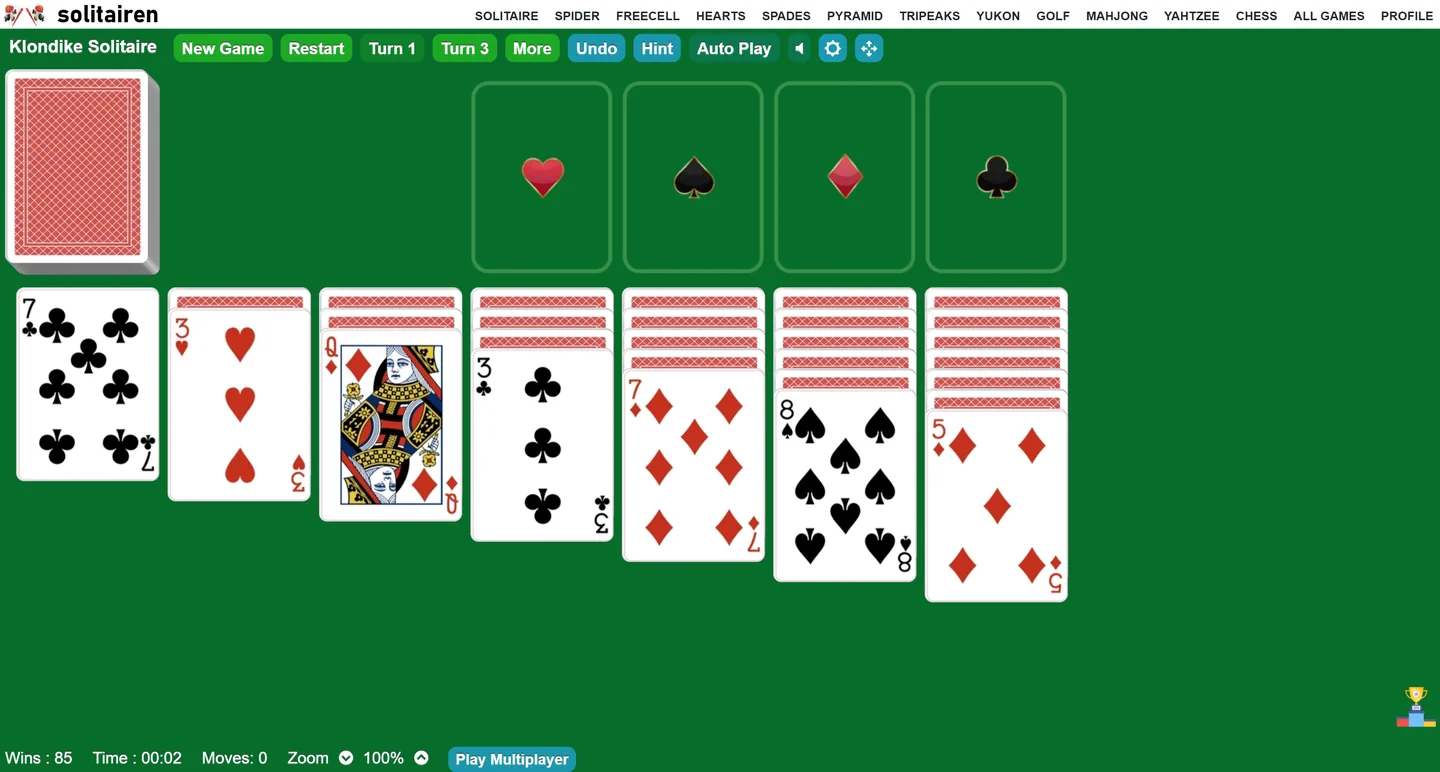 solitairen
SOLITAIRE SPIDER FREECELL HEARTS SPADES PYRAMID TRIPEAKS YUKON GOLF MAHJONG YAHTZEE CHESS ALL GAMES PROFILE
Klondike Solitaire New Game Restart Turn 1 Turn 3 More Undo Hint Auto Play
7 3 Q 3 7 8 5
7 3 Q 3 7 8 5
Wins : 85 Time : 00:02 Moves: 0 Zoom 100% Play Multiplayer